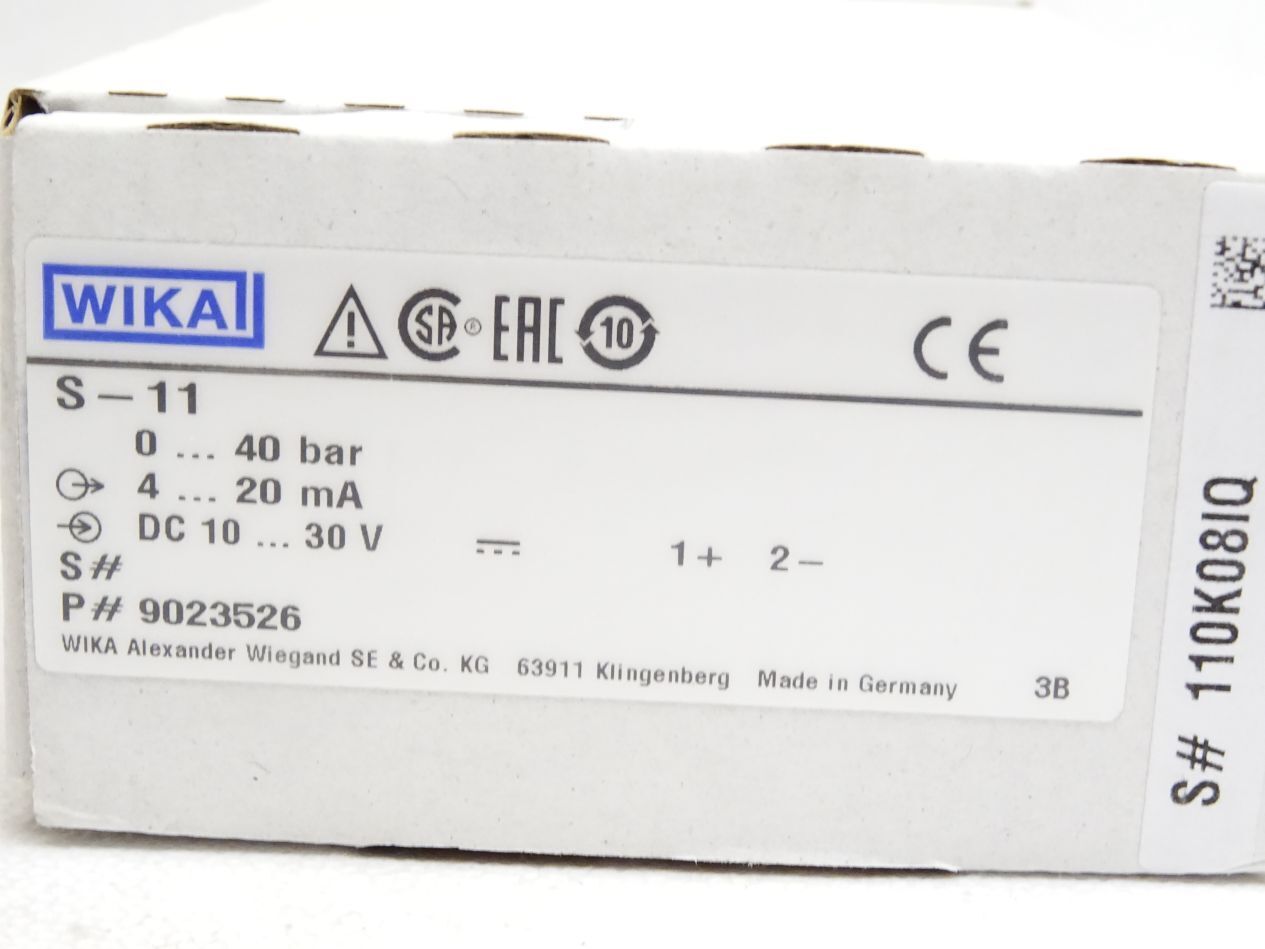 WIKA
SA ® EAC 10 CE
S – 11
0 ... 40 bar
4 ... 20 mA
DC 10 ... 30 V 1+ 2–
S#
P# 9023526
WIKA Alexander Wiegand SE & Co. KG 63911 Klingenberg Made in Germany 3B
S# 110K08IQ